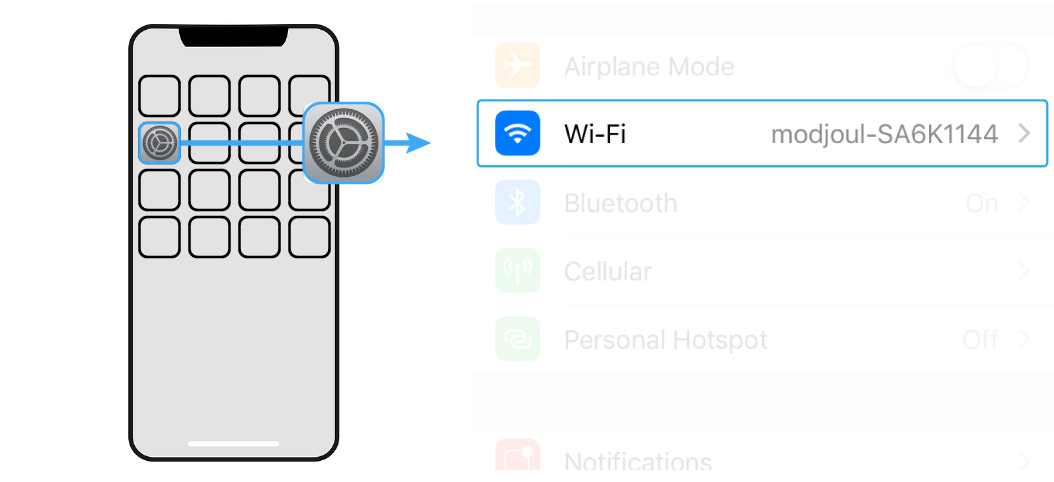 Airplane Mode
Wi-Fi modjoul-SA6K1144
Bluetooth On
Cellular
Personal Hotspot Off
Notifications